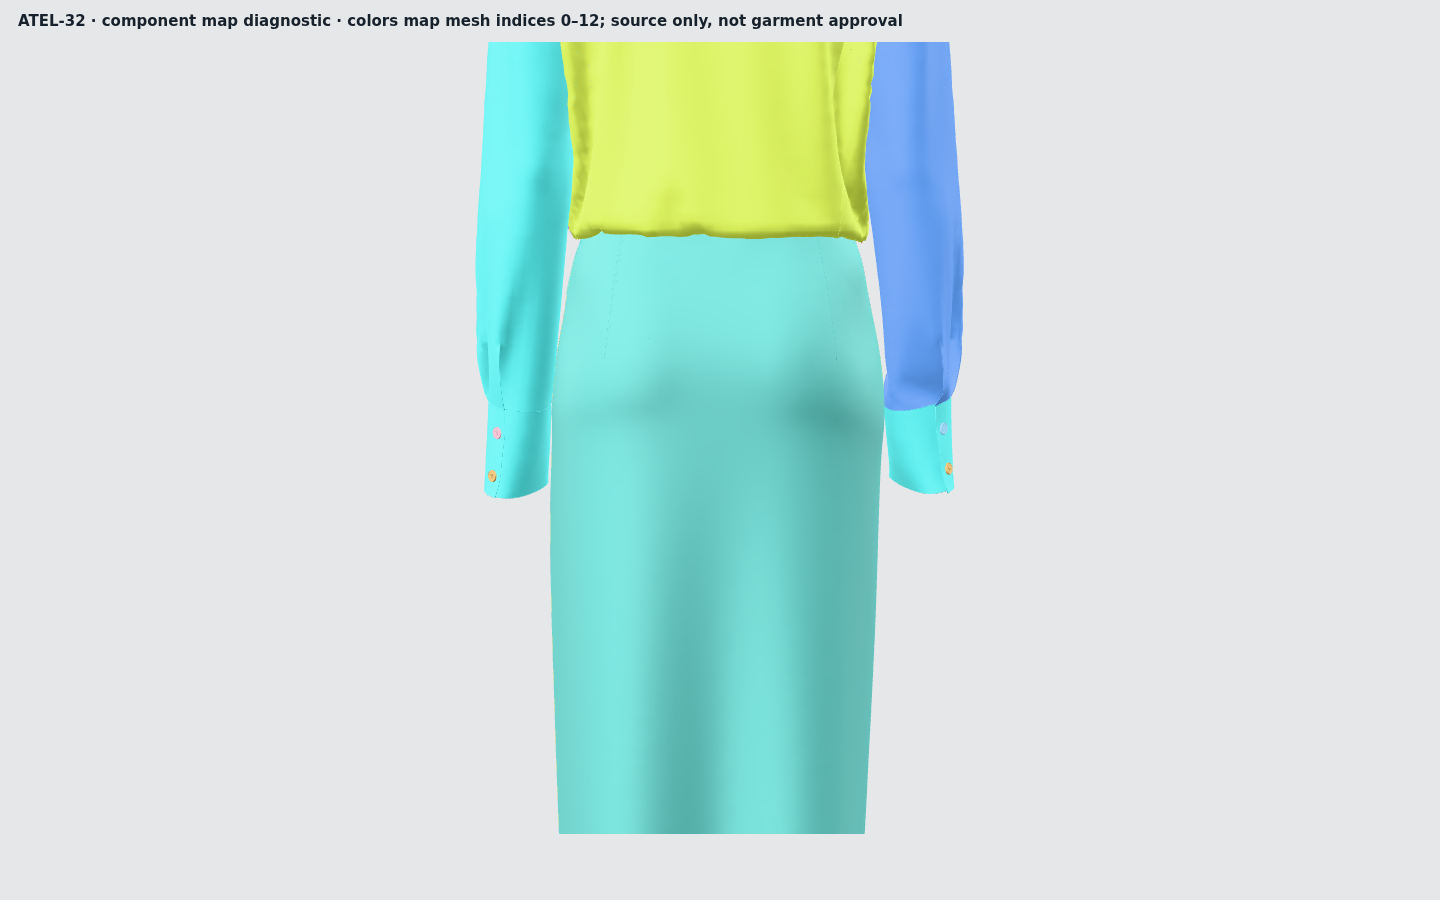 ATEL-32 · component map diagnostic · colors map mesh indices 0–12; source only, not garment approval